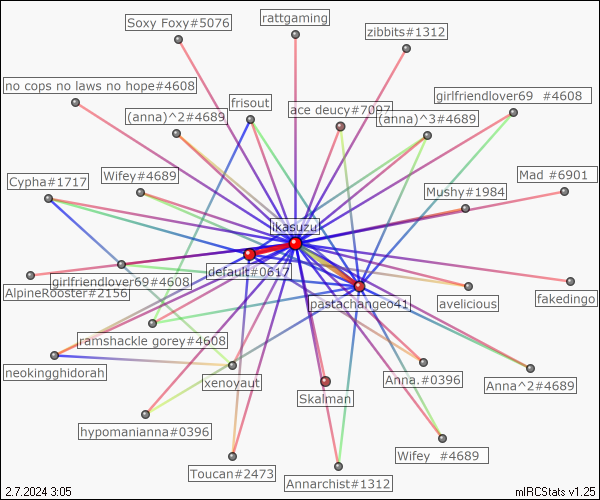 rattgaming
Soxy Foxy#5076
zibbits#1312
no cops no laws no hope#4608
girlfriendlover69 #4608
frisout
ace deucy#7097
(anna)^2#4689
(anna)^3#4689
Cypha#1717
Wifey#4689
Mad #6901
Mushy#1984
ikasuzu
default#0617
girlfriendlover69#4608
AlpineRooster#2156
pastachangeo41
avelicious
fakedingo
ramshackle gorey#4608
neokingghidorah
xenoyaut
Anna.#0396
Anna^2#4689
Skalman
hypomanianna#0396
Wifey #4689
Toucan#2473
Annarchist#1312
2.7.2024 3:05
mIRCStats v1.25